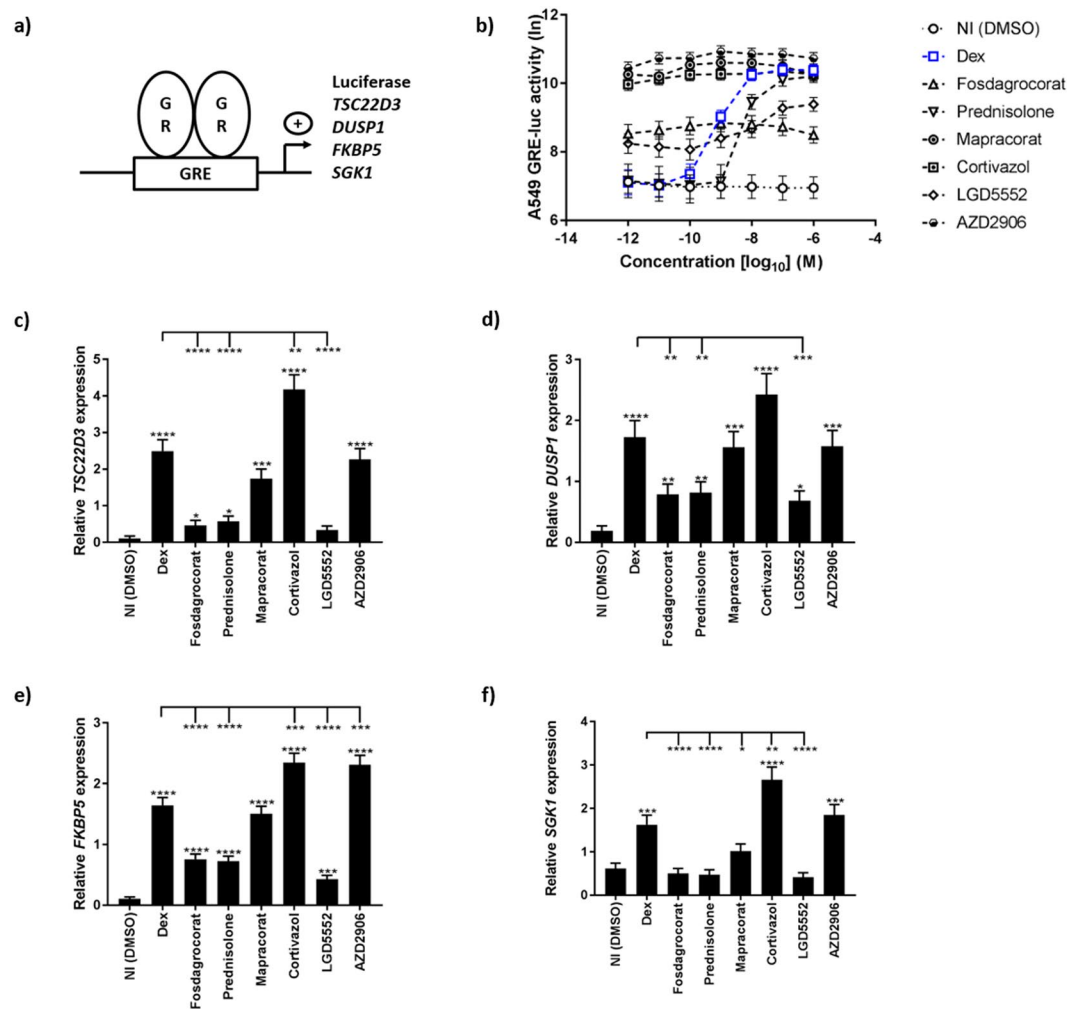 a)
G
R
G
R
GRE
+
Luciferase
TSC22D3
DUSP1
FKBP5
SGK1
b)
A549 GRE-luc activity (ln)
12
10
8
6
-14
-12
-10
-8
-6
-4
Concentration [log10] (M)
NI (DMSO)
Dex
Fosdagrocorat
Prednisolone
Mapracorat
Cortivazol
LGD5552
AZD2906
c)
Relative TSC22D3 expression
5
4
3
2
1
0
**** **** ** ****
**** * * *** **** ****
NI (DMSO)
Dex
Fosdagrocorat
Prednisolone
Mapracorat
Cortivazol
LGD5552
AZD2906
d)
Relative DUSP1 expression
3
2
1
0
** ** ***
**** ** ** *** **** * ***
NI (DMSO)
Dex
Fosdagrocorat
Prednisolone
Mapracorat
Cortivazol
LGD5552
AZD2906
e)
Relative FKBP5 expression
3
2
1
0
**** **** *** **** ***
**** **** **** **** **** *** ****
NI (DMSO)
Dex
Fosdagrocorat
Prednisolone
Mapracorat
Cortivazol
LGD5552
AZD2906
f)
Relative SGK1 expression
4
3
2
1
0
**** **** * ** ****
*** **** ***
NI (DMSO)
Dex
Fosdagrocorat
Prednisolone
Mapracorat
Cortivazol
LGD5552
AZD2906